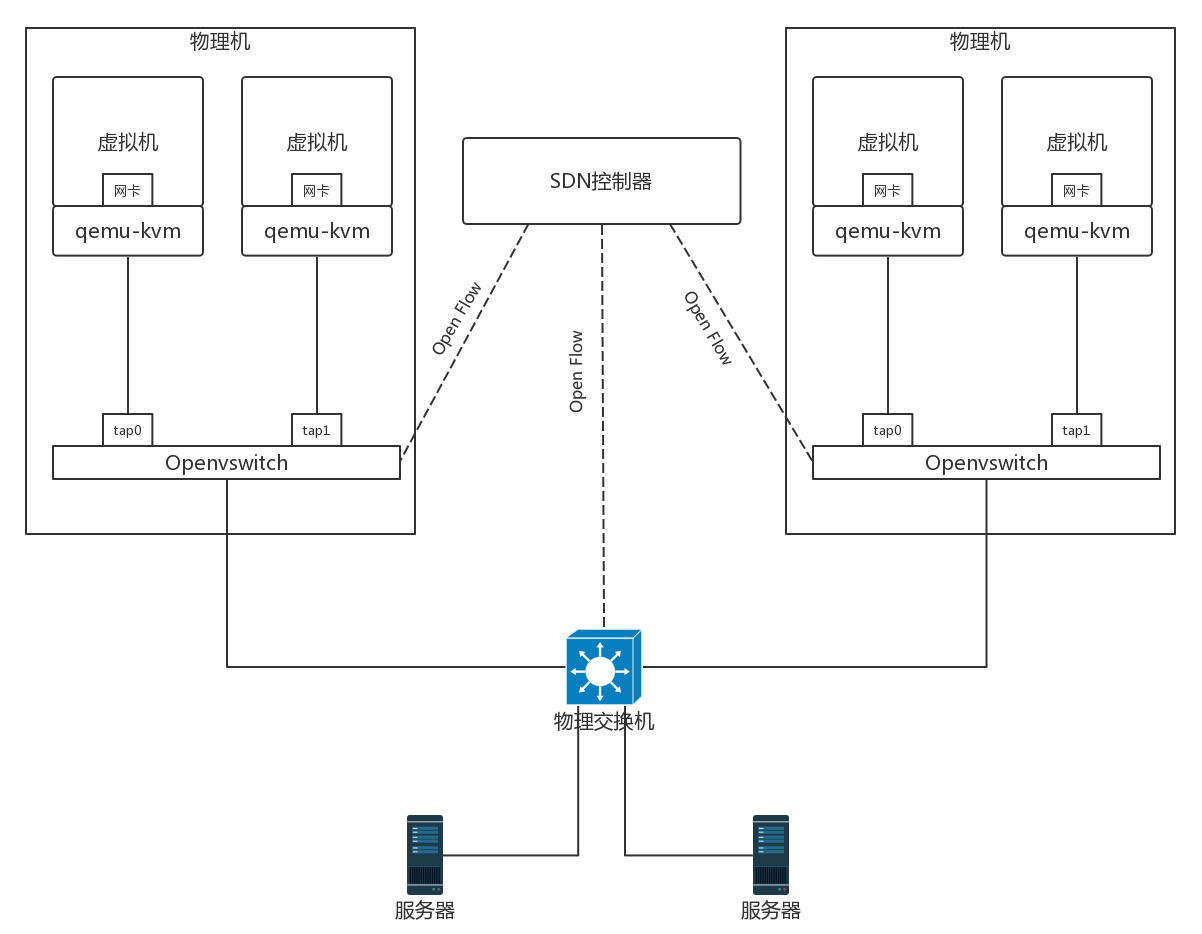 物理机
物理机
虚拟机
虚拟机
虚拟机
虚拟机
SDN控制器
网卡
网卡
网卡
网卡
qemu-kvm
qemu-kvm
qemu-kvm
qemu-kvm
Open Flow
Open Flow
Open Flow
tap0
tap1
tap0
tap1
Openvswitch
Openvswitch
物理交换机
服务器
服务器